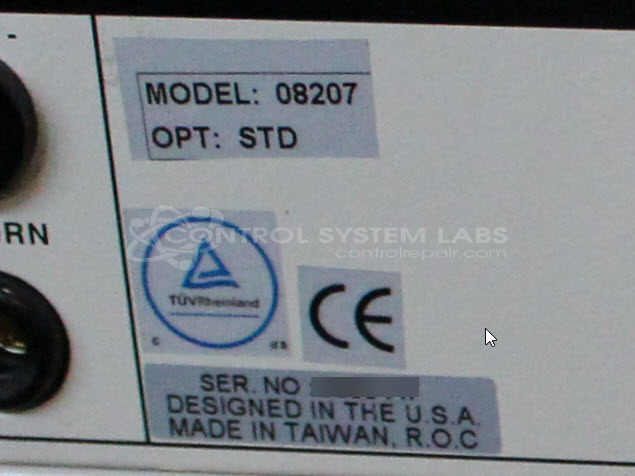 -
MODEL: 08207
OPT: STD
CONTROL SYSTEM LABS
controlrepair.com
RN
TÜVRheinland
c us
CE
SER. NO
DESIGNED IN THE U.S.A.
MADE IN TAIWAN, R.O.C